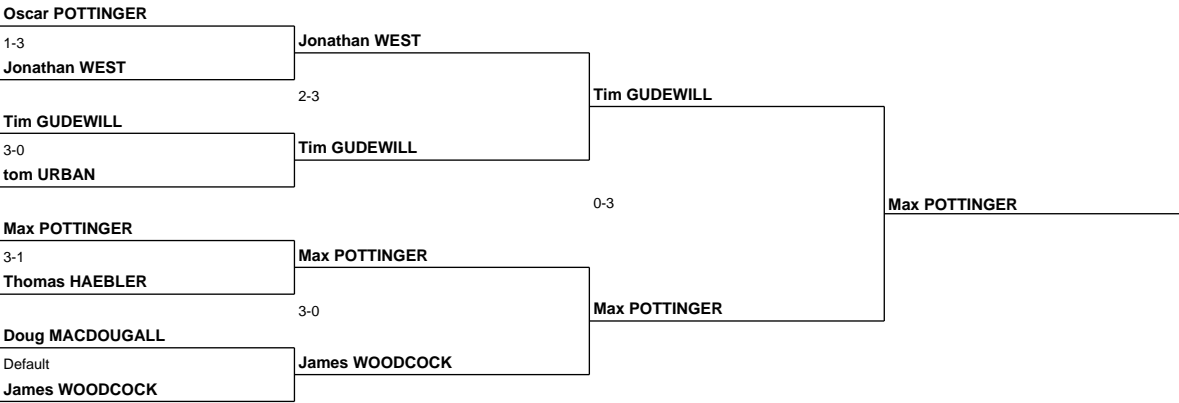 Oscar POTTINGER
1-3
Jonathan WEST
Jonathan WEST
2-3
Tim GUDEWILL
Tim GUDEWILL
3-0
tom URBAN
Tim GUDEWILL
0-3
Max POTTINGER
Max POTTINGER
3-1
Thomas HAEBLER
Max POTTINGER
3-0
Max POTTINGER
Doug MACDOUGALL
Default
James WOODCOCK
James WOODCOCK